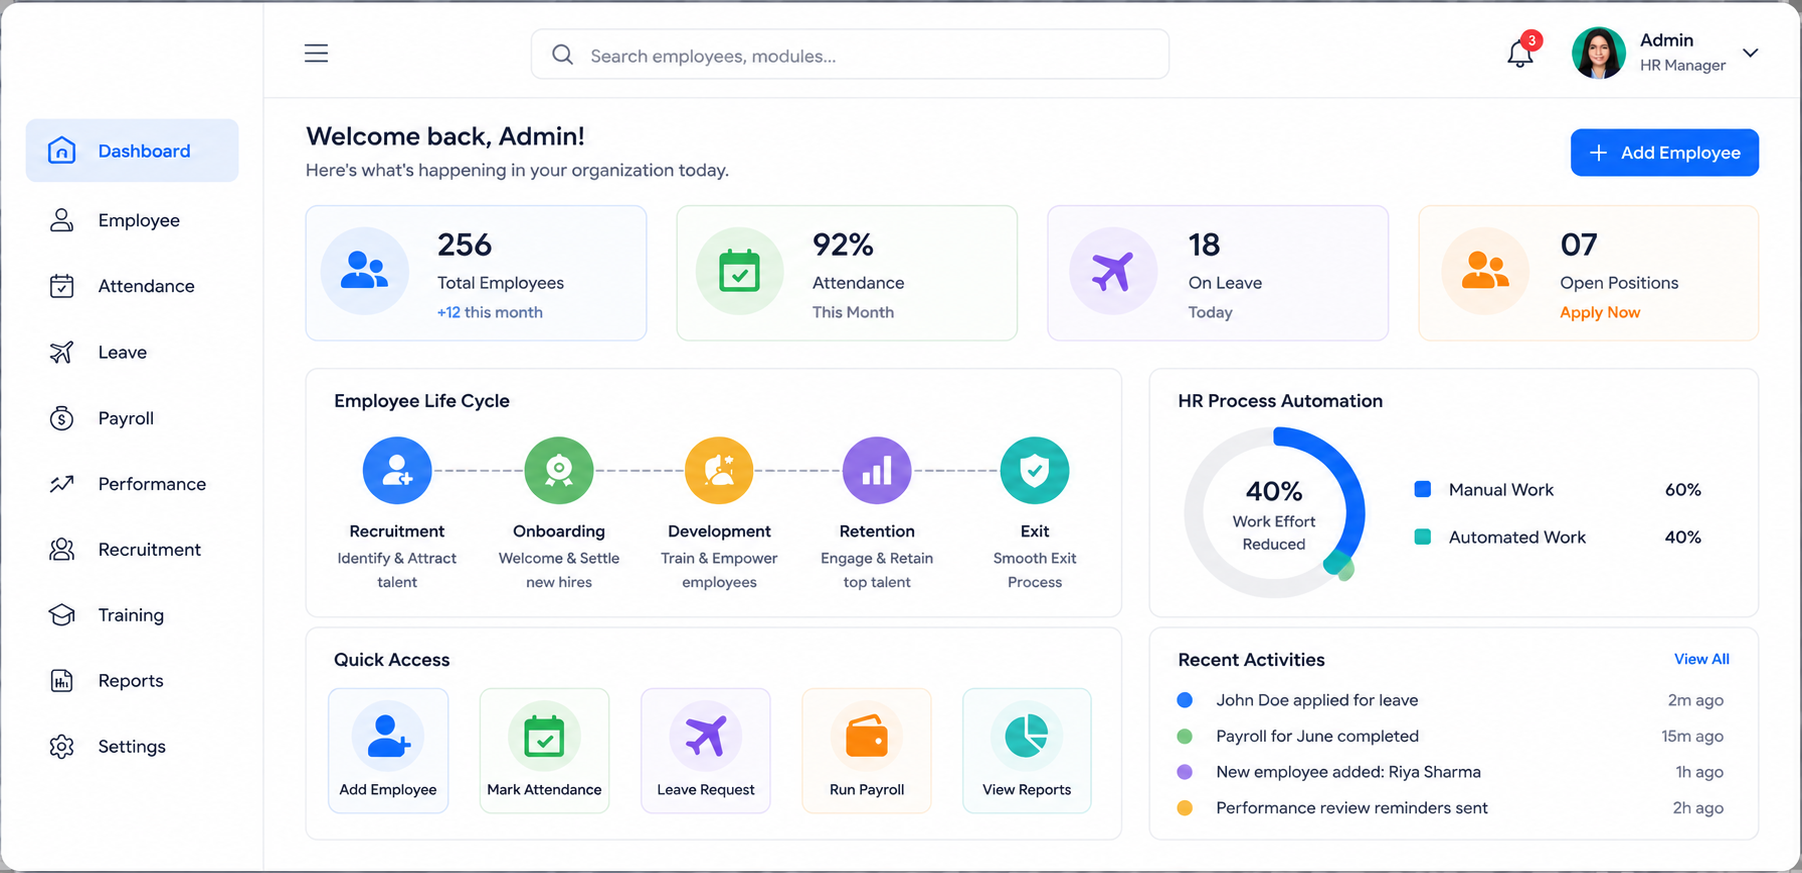 Search employees, modules...
3
Admin
HR Manager
Dashboard
Employee
Attendance
Leave
Payroll
Performance
Recruitment
Training
Reports
Settings
Welcome back, Admin!
Here's what's happening in your organization today.
Add Employee
256
Total Employees
+12 this month
92%
Attendance
This Month
18
On Leave
Today
07
Open Positions
Apply Now
Employee Life Cycle
Recruitment
Identify & Attract
talent
Onboarding
Welcome & Settle
new hires
Development
Train & Empower
employees
Retention
Engage & Retain
top talent
Exit
Smooth Exit
Process
HR Process Automation
40%
Work Effort
Reduced
Manual Work 60%
Automated Work 40%
Quick Access
Add Employee
Mark Attendance
Leave Request
Run Payroll
View Reports
Recent Activities
View All
John Doe applied for leave 2m ago
Payroll for June completed 15m ago
New employee added: Riya Sharma 1h ago
Performance review reminders sent 2h ago